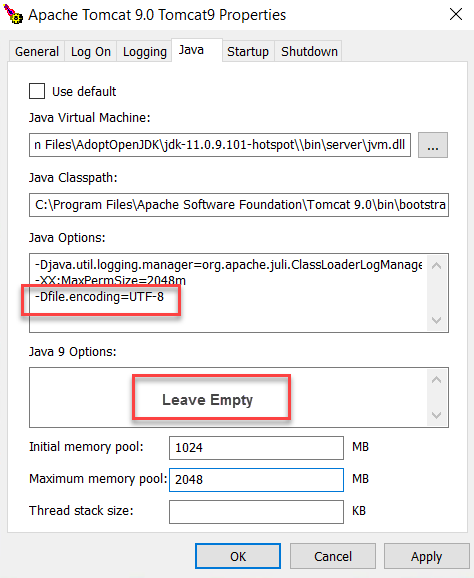 Apache Tomcat 9.0 Tomcat9 Properties
General Log On Logging Java Startup Shutdown
Use default
Java Virtual Machine:
n Files\AdoptOpenJDK\jdk-11.0.9.101-hotspot\\bin\server\jvm.dll ...
Java Classpath:
C:\Program Files\Apache Software Foundation\Tomcat 9.0\bin\bootstra
Java Options:
-Djava.util.logging.manager=org.apache.juli.ClassLoaderLogManage
-XX:MaxPermSize=2048m
-Dfile.encoding=UTF-8
Java 9 Options:
Leave Empty
Initial memory pool: 1024 MB
Maximum memory pool: 2048 MB
Thread stack size: KB
OK Cancel Apply